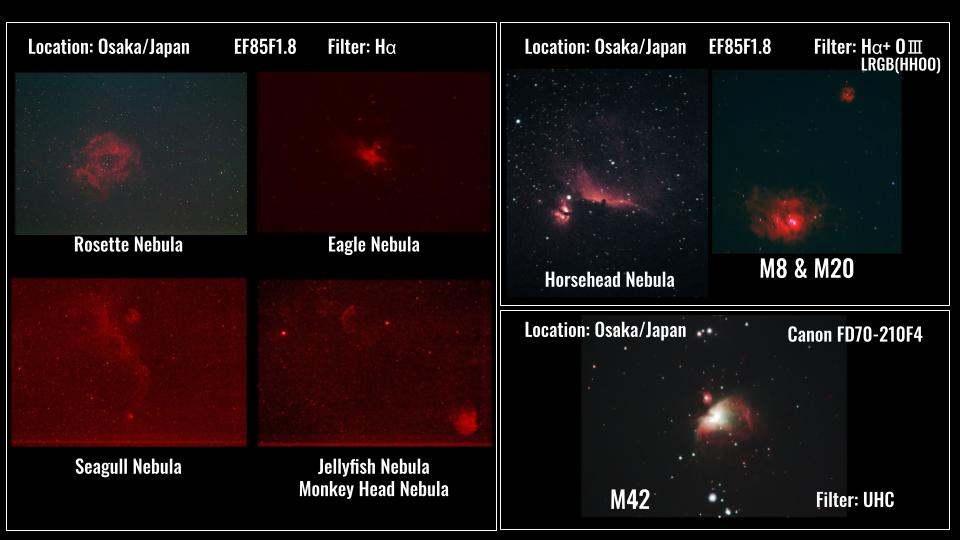 Location: Osaka/Japan EF85F1.8 Filter: Hα
Rosette Nebula
Eagle Nebula
Seagull Nebula
Jellyfish Nebula
Monkey Head Nebula
Location: Osaka/Japan EF85F1.8 Filter: Hα+ OⅢ
LRGB(HHOO)
Horsehead Nebula
M8 & M20
Location: Osaka/Japan
Canon FD70-210F4
M42
Filter: UHC